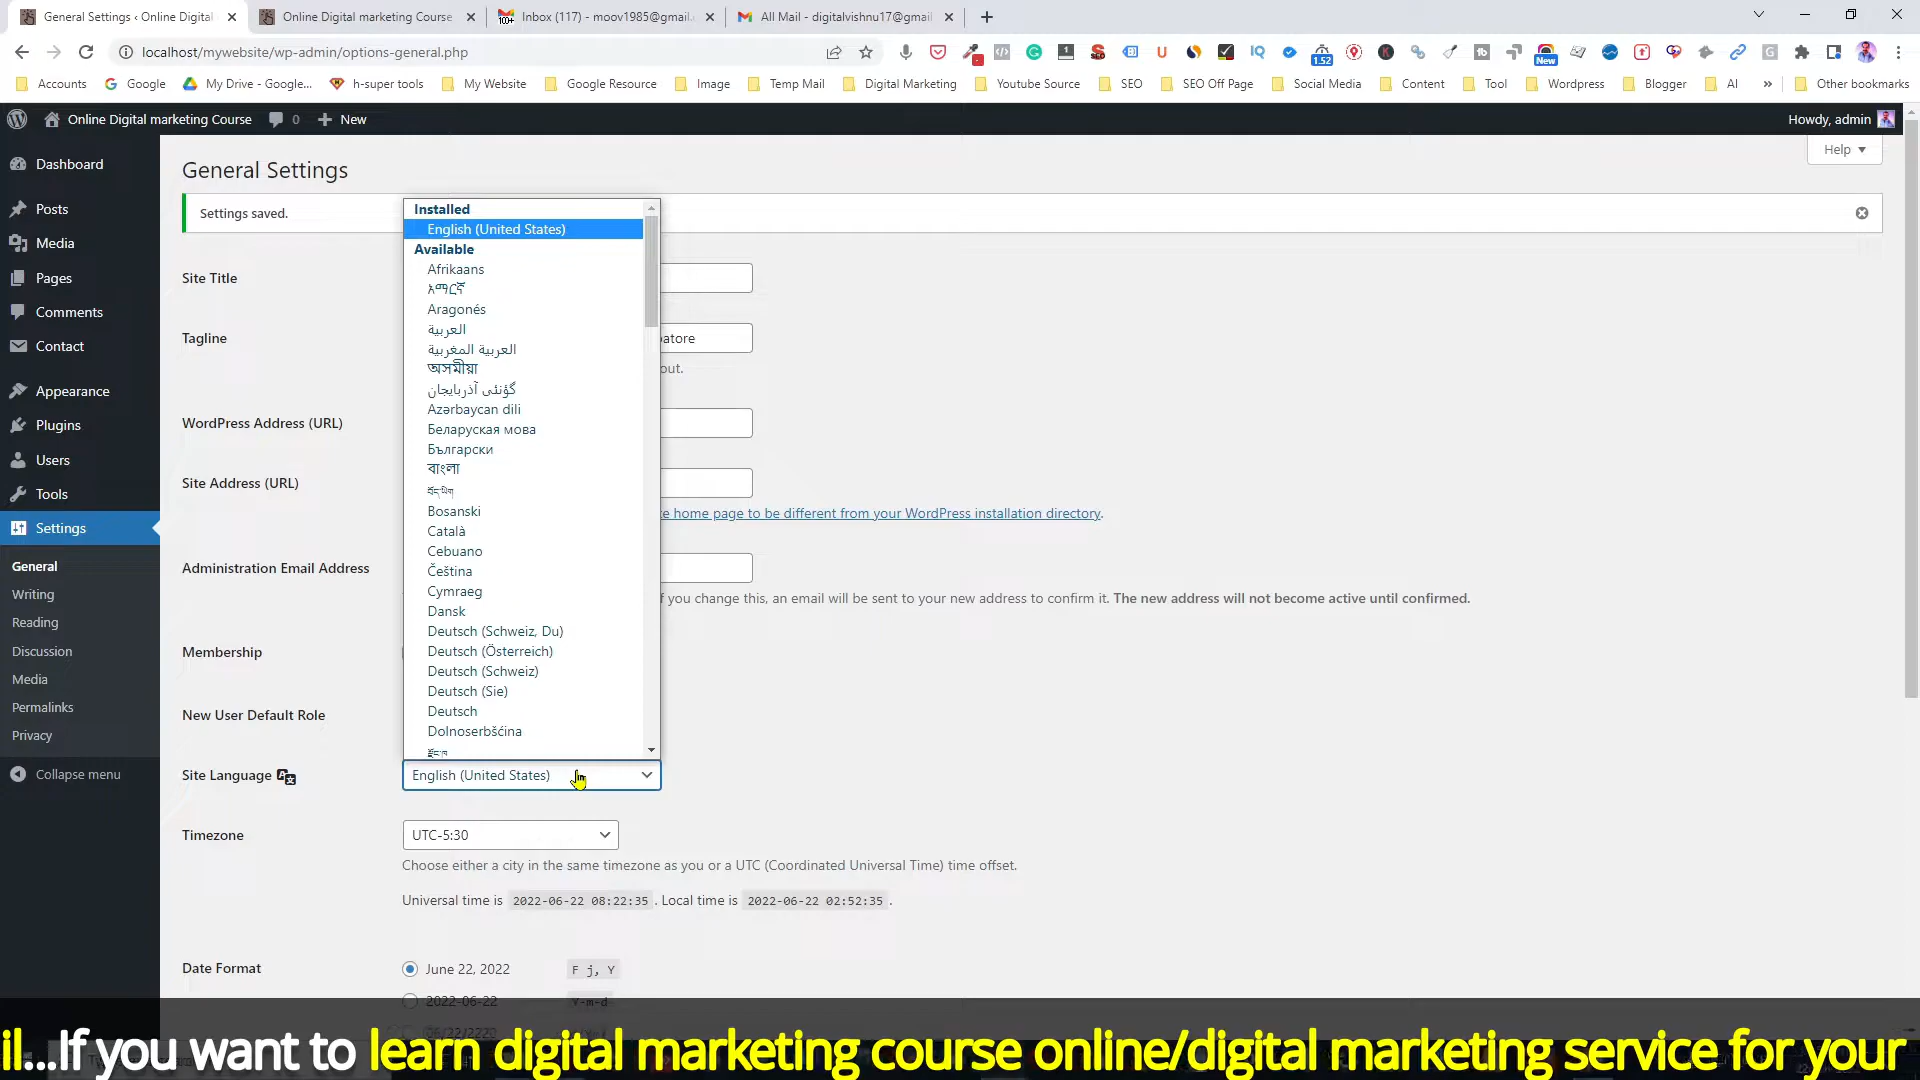 General Settings ‹ Online Digital
Online Digital marketing Course
Inbox (117) - moov1985@gmail.
All Mail - digitalvishnu17@gmail
localhost/mywebsite/wp-admin/options-general.php
1.52
New
Accounts
Google
My Drive - Google...
h-super tools
My Website
Google Resource
Image
Temp Mail
Digital Marketing
Youtube Source
SEO
SEO Off Page
Social Media
Content
Tool
Wordpress
Blogger
AI
»
Other bookmarks
Online Digital marketing Course
0
New
Howdy, admin
Help
Dashboard
Posts
Media
Pages
Comments
Contact
Appearance
Plugins
Users
Tools
Settings
General
Writing
Reading
Discussion
Media
Permalinks
Privacy
Collapse menu
General Settings
Settings saved.
Site Title
Tagline
atore
out.
WordPress Address (URL)
Site Address (URL)
e home page to be different from your WordPress installation directory.
Administration Email Address
f you change this, an email will be sent to your new address to confirm it. The new address will not become active until confirmed.
Membership
New User Default Role
Installed
English (United States)
Available
Afrikaans
አማርኛ
Aragonés
العربية
العربية المغربية
অসমীয়া
گؤنئی آذربایجان
Azərbaycan dili
Беларуская мова
Български
বাংলা
བོད་ཡིག
Bosanski
Català
Cebuano
Čeština
Cymraeg
Dansk
Deutsch (Schweiz, Du)
Deutsch (Österreich)
Deutsch (Schweiz)
Deutsch (Sie)
Deutsch
Dolnoserbšćina
རྫོང་ཁ
Site Language
English (United States)
Timezone
UTC-5:30
Choose either a city in the same timezone as you or a UTC (Coordinated Universal Time) time offset.
Universal time is 2022-06-22 08:22:35 . Local time is 2022-06-22 02:52:35 .
Date Format
June 22, 2022
F j, Y
2022-06-22
Y-m-d
il...If you want to learn digital marketing course online/digital marketing service for your